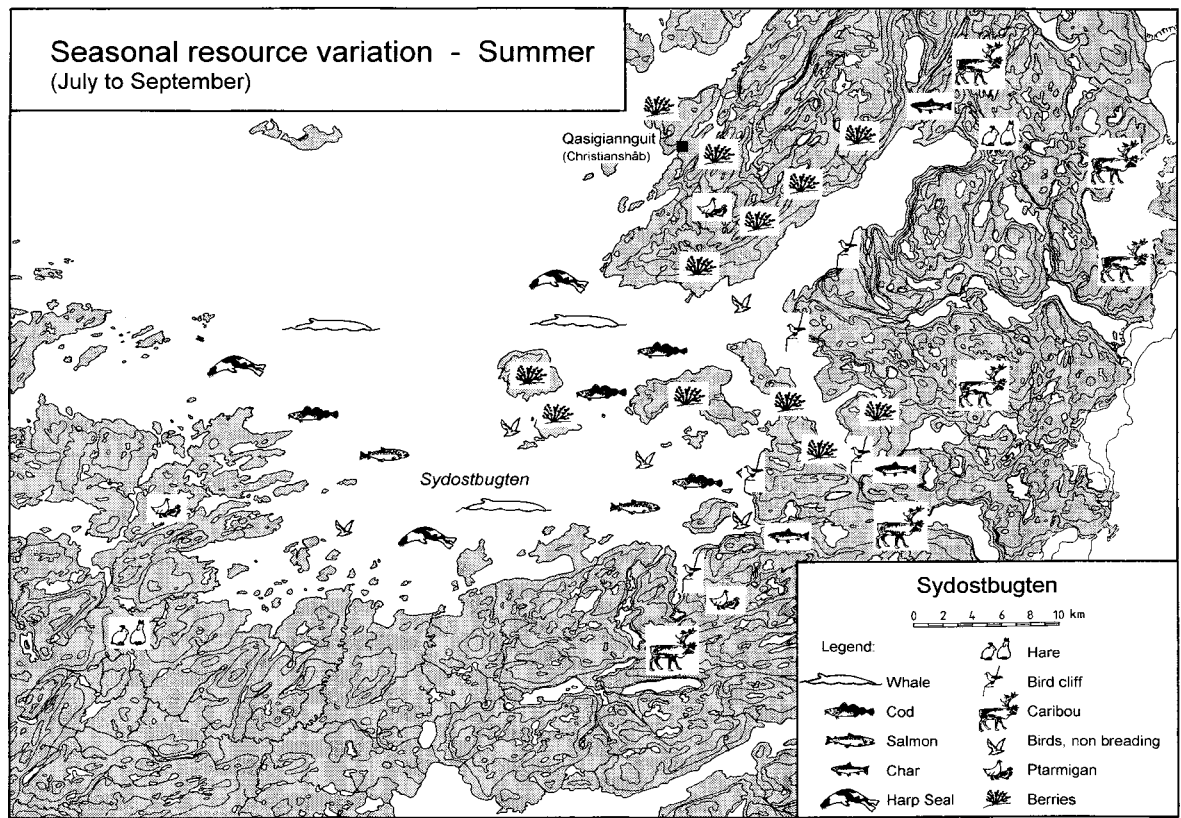 Seasonal resource variation - Summer
(July to September)
Qasigiannguit
(Christianshåb)
Sydostbugten
Sydostbugten
0 2 4 6 8 10 km
Legend:
Whale
Cod
Salmon
Char
Harp Seal
Hare
Bird cliff
Caribou
Birds, non breading
Ptarmigan
Berries